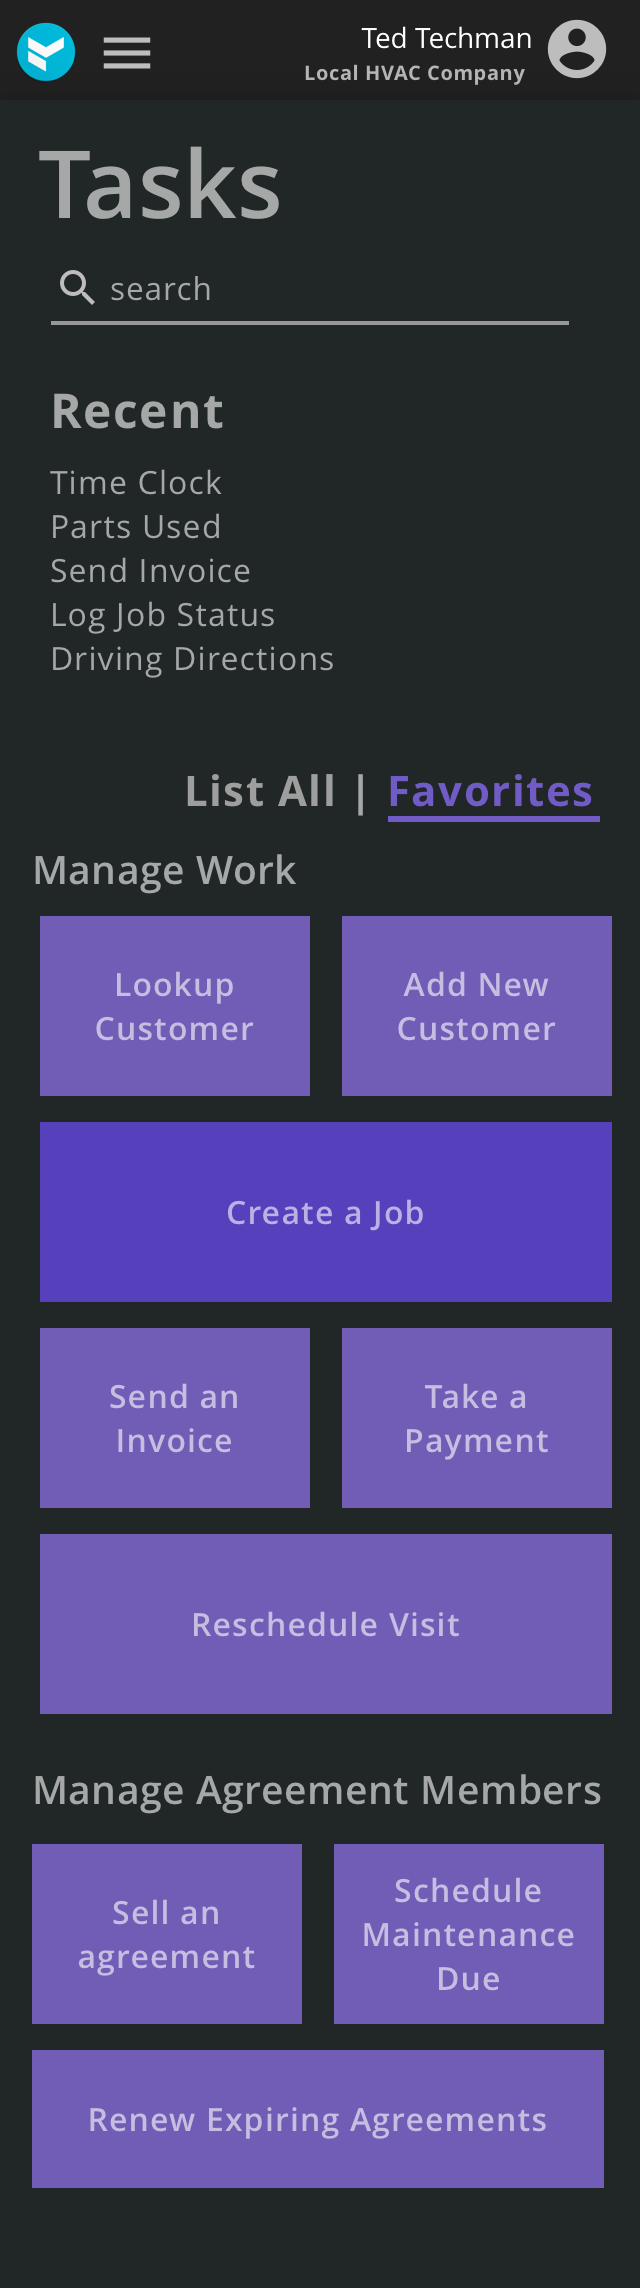 Ted Techman
Local HVAC Company
Tasks
search
Recent
Time Clock
Parts Used
Send Invoice
Log Job Status
Driving Directions
List All | Favorites
Manage Work
Lookup
Customer
Add New
Customer
Create a Job
Send an
Invoice
Take a
Payment
Reschedule Visit
Manage Agreement Members
Sell an
agreement
Schedule
Maintenance
Due
Renew Expiring Agreements